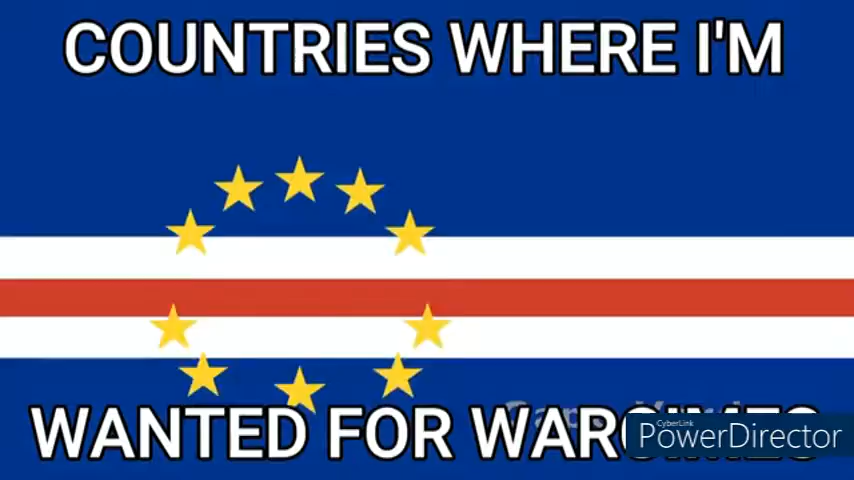 COUNTRIES WHERE I'M
WANTED FOR
CyberLink
PowerDirector